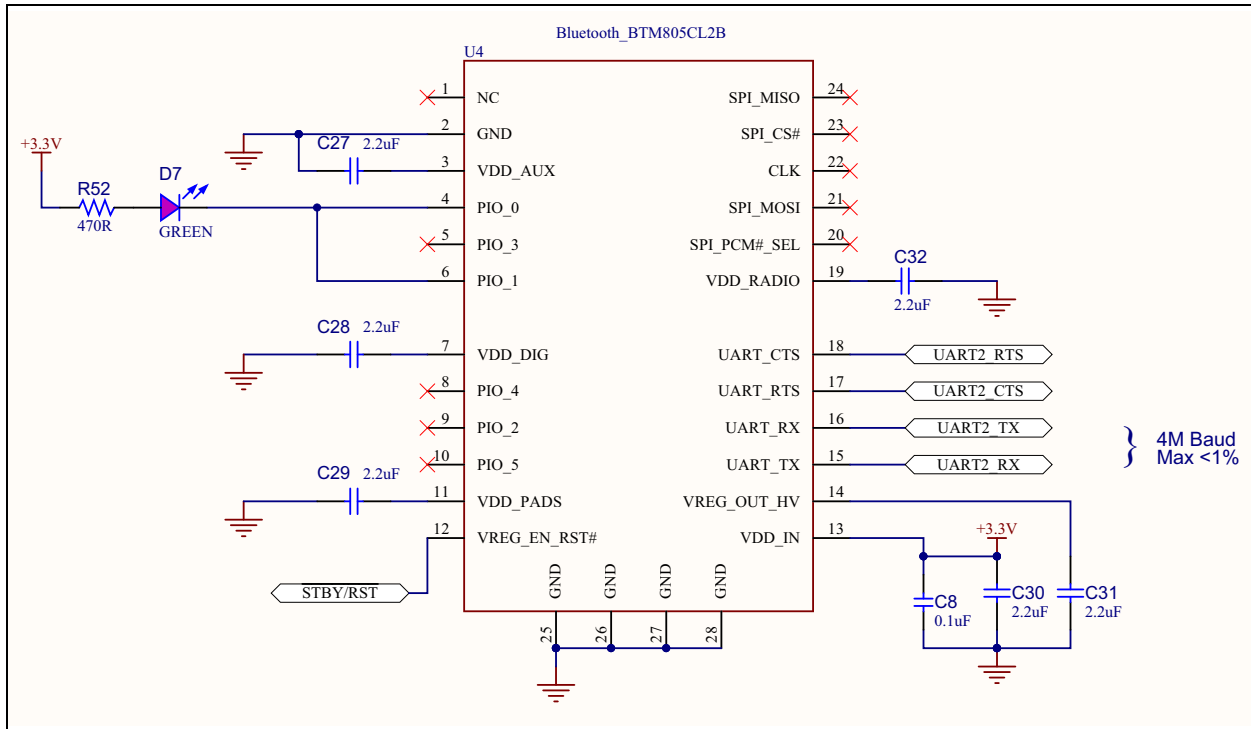 Bluetooth_BTM805CL2B
U4
1 NC
2 GND
C27 2.2uF
3 VDD_AUX
+3.3V
R52
470R
D7
GREEN
4 PIO_0
5 PIO_3
6 PIO_1
C28 2.2uF
7 VDD_DIG
8 PIO_4
9 PIO_2
10 PIO_5
C29 2.2uF
11 VDD_PADS
12 VREG_EN_RST#
STBY/RST
SPI_MISO 24
SPI_CS# 23
CLK 22
SPI_MOSI 21
SPI_PCM#_SEL 20
VDD_RADIO 19
C32
2.2uF
UART_CTS 18 UART2_RTS
UART_RTS 17 UART2_CTS
UART_RX 16 UART2_TX
UART_TX 15 UART2_RX
} 4M Baud
Max <1%
VREG_OUT_HV 14
VDD_IN 13
+3.3V
C8
0.1uF
C30
2.2uF
C31
2.2uF
GND GND GND GND
25 26 27 28